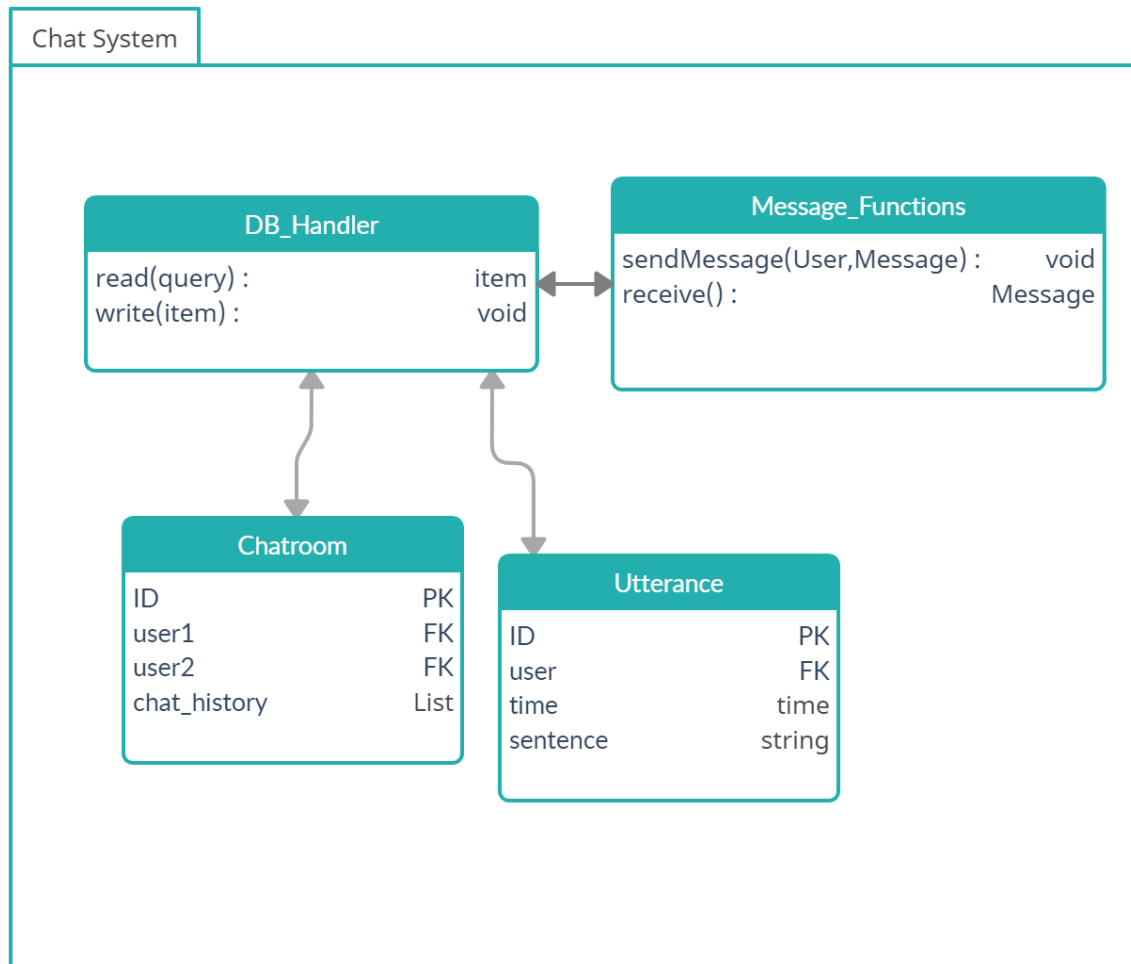 Chat System
DB_Handler
read(query) : item
write(item) : void
Message_Functions
sendMessage(User,Message) : void
receive() : Message
Chatroom
ID PK
user1 FK
user2 FK
chat_history List
Utterance
ID PK
user FK
time time
sentence string